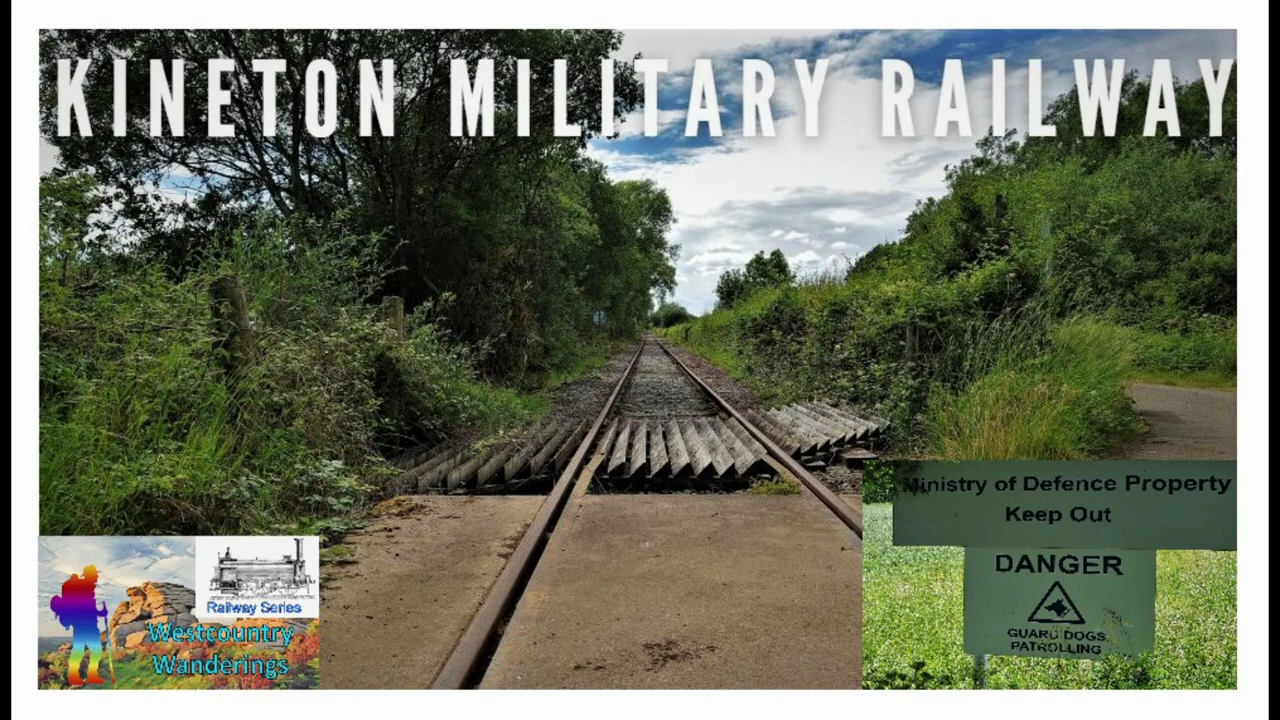 KINETON MILITARY RAILWAY
Ministry of Defence Property
Keep Out
DANGER
GUARD DOGS
PATROLLING
Railway Series
Westcountry
Wanderings